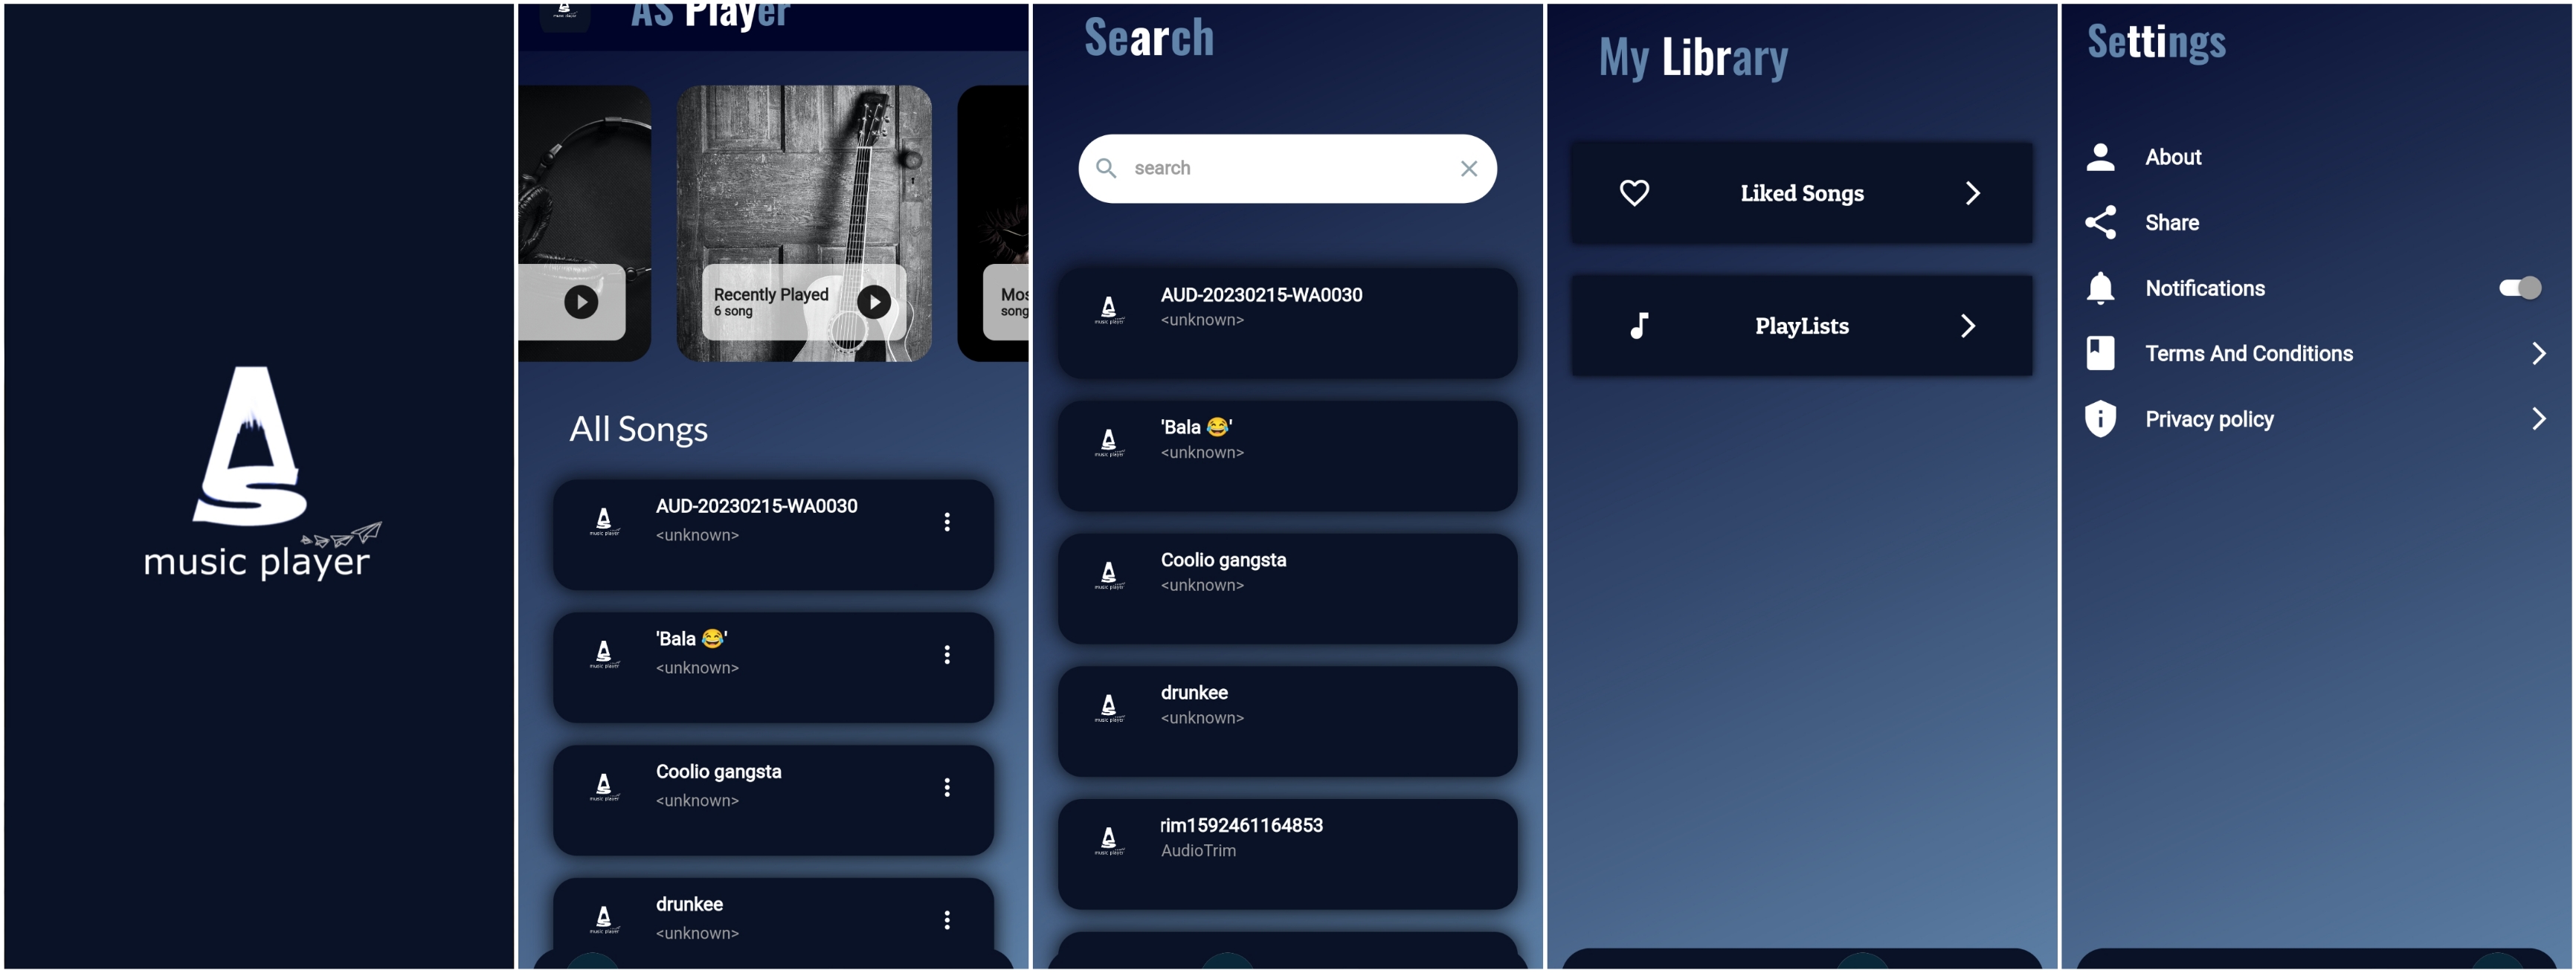 music player
AS Player
Recently Played
6 song
Mos
song
All Songs
AUD-20230215-WA0030
<unknown>
'Bala 😂'
<unknown>
Coolio gangsta
<unknown>
drunkee
<unknown>
Search
search
AUD-20230215-WA0030
<unknown>
'Bala 😂'
<unknown>
Coolio gangsta
<unknown>
drunkee
<unknown>
rim1592461164853
AudioTrim
My Library
Liked Songs
PlayLists
Settings
About
Share
Notifications
Terms And Conditions
Privacy policy